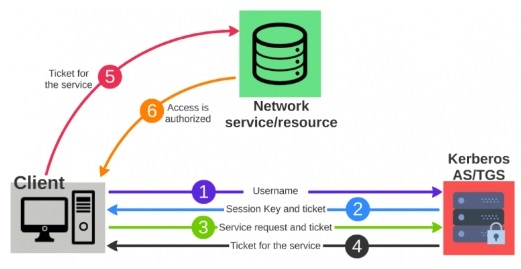 Ticket for
the service
5
6
Access is
authorized
Network
service/resource
Client
Kerberos
AS/TGS
1
Username
Session Key and ticket
2
3
Service request and ticket
Ticket for the service
4